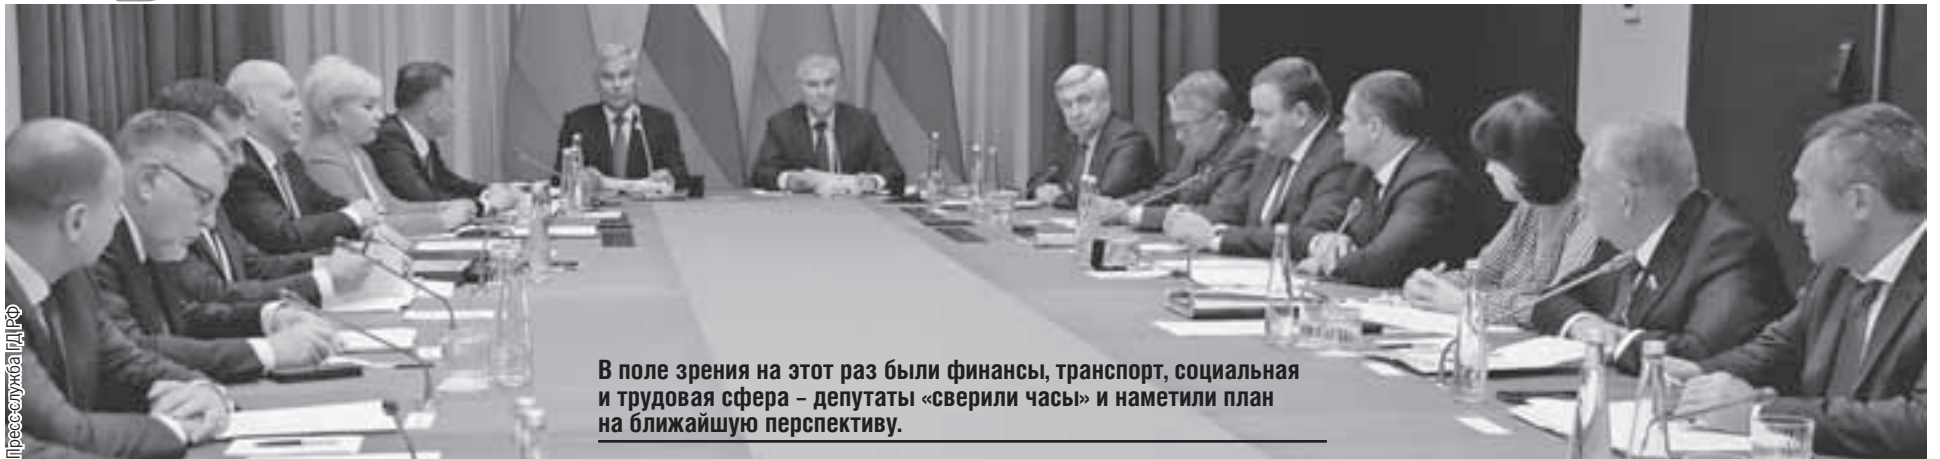 В поле зрения на этот раз были финансы, транспорт, социальная
и трудовая сфера – депутаты «сверили часы» и наметили план
на ближайшую перспективу.
Пресс-служба ГД РФ